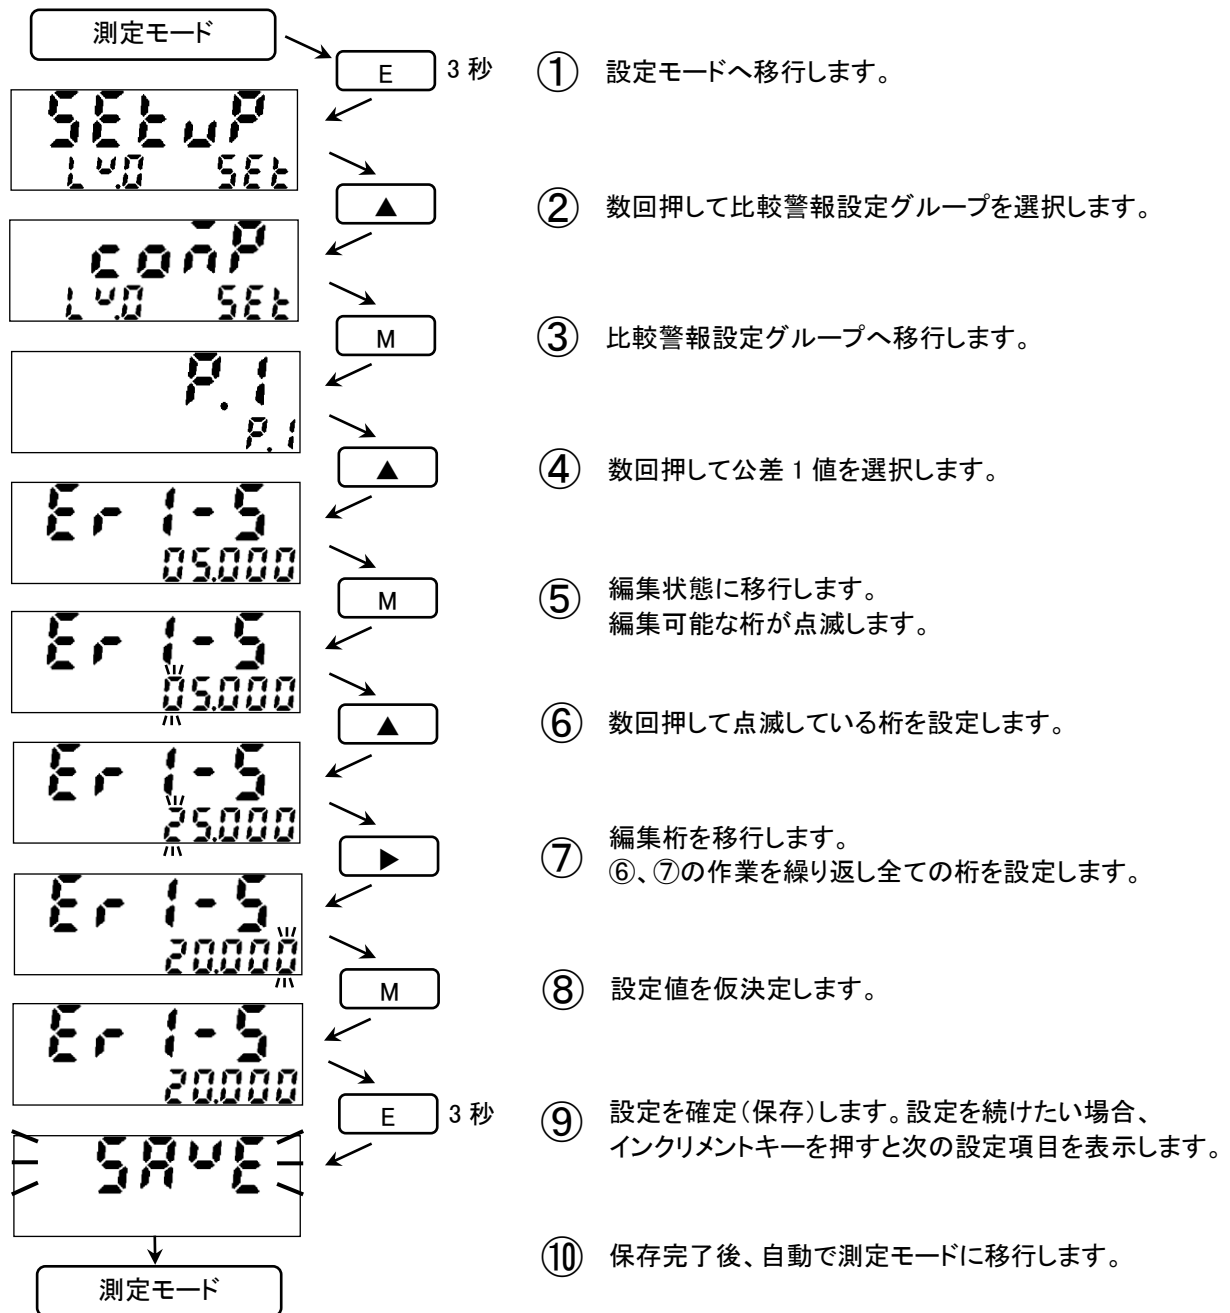 測定モード
E 3 秒 ① 設定モードへ移行します。
SEtuP
Lv.0 SEt
▲ ② 数回押して比較警報設定グループを選択します。
comP
Lv.0 SEt
M ③ 比較警報設定グループへ移行します。
P.1
P.1
▲ ④ 数回押して公差 1 値を選択します。
Er 1-S
05.000
M ⑤ 編集状態に移行します。
編集可能な桁が点滅します。
Er 1-S
05.000
▲ ⑥ 数回押して点滅している桁を設定します。
Er 1-S
25.000
▶ ⑦ 編集桁を移行します。
⑥、⑦の作業を繰り返し全ての桁を設定します。
Er 1-S
20.000
M ⑧ 設定値を仮決定します。
Er 1-S
20.000
E 3 秒 ⑨ 設定を確定(保存)します。設定を続けたい場合、
インクリメントキーを押すと次の設定項目を表示します。
SAvE
⑩ 保存完了後、自動で測定モードに移行します。
測定モード